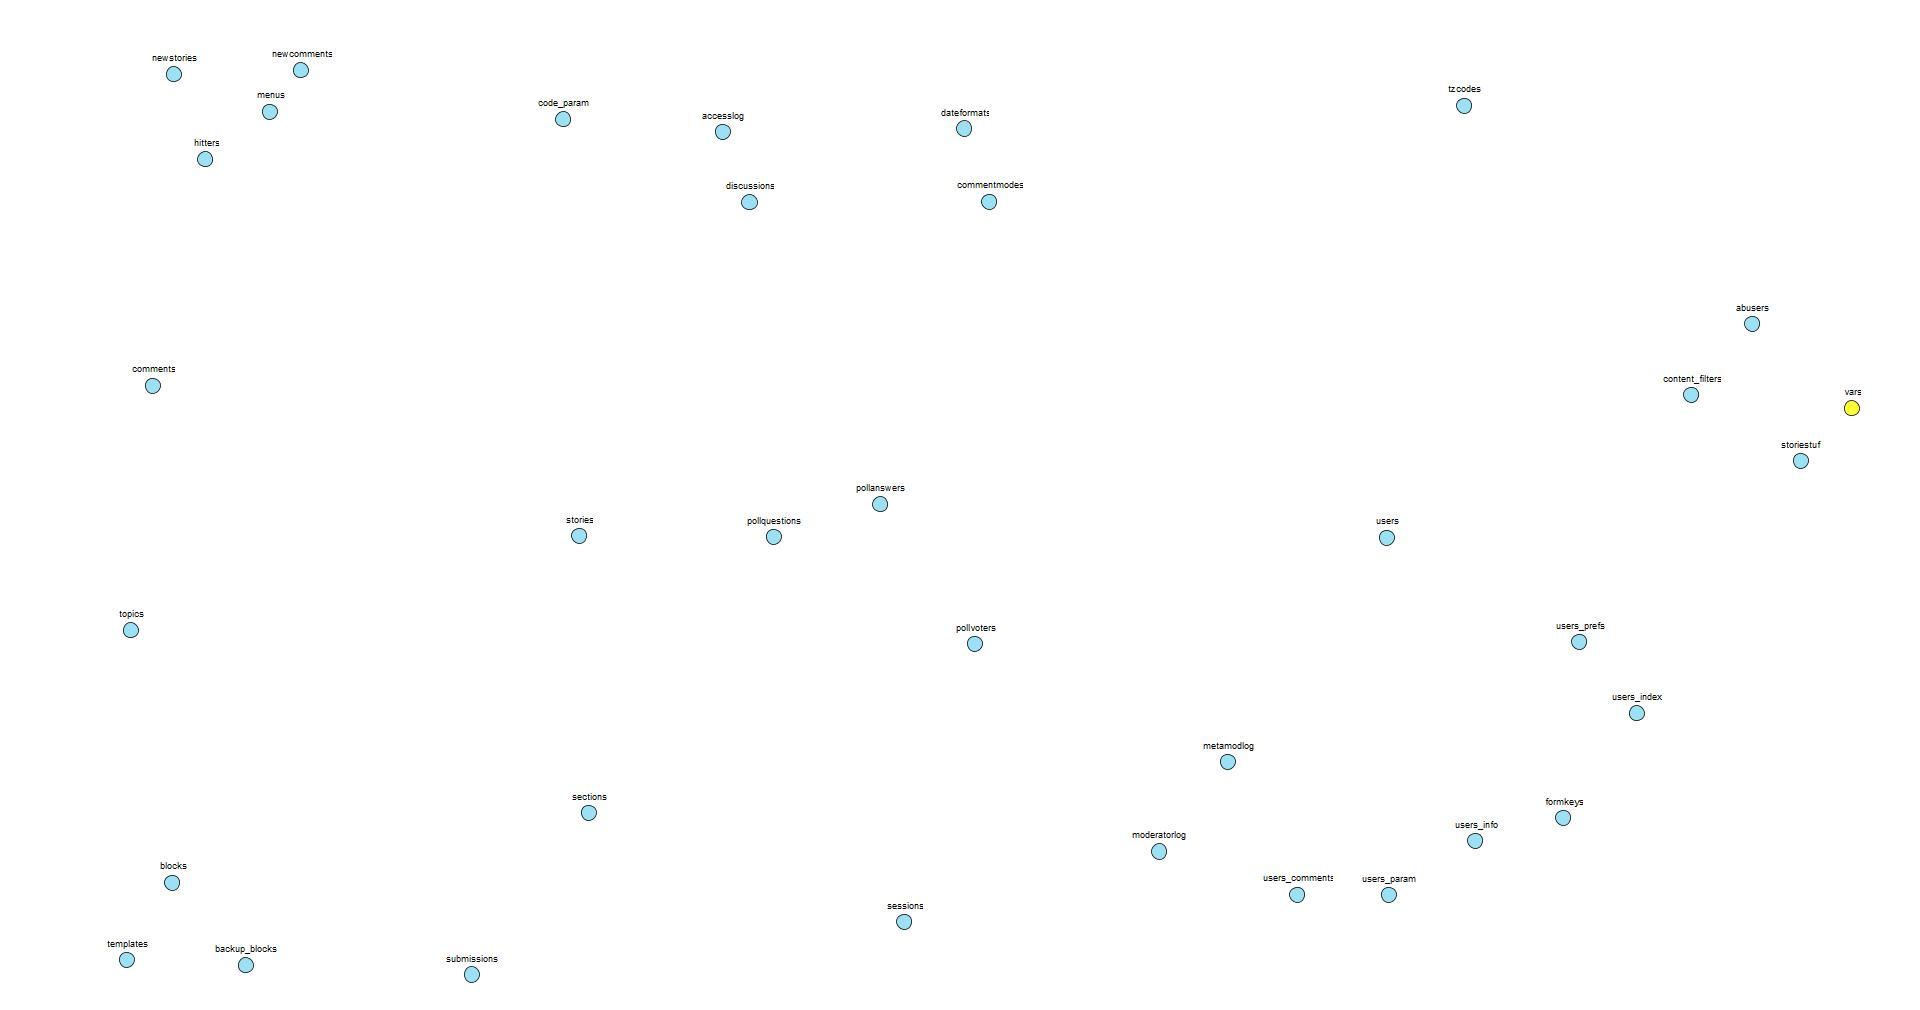 newcomments
newstories
tzcodes
menus
code_param
dateformats
accesslog
hitters
commentmodes
discussions
abusers
comments
content_filters
vars
storiestuf
pollanswers
stories
pollquestions
users
topics
users_prefs
pollvoters
users_index
metamodlog
sections
formkeys
users_info
moderatorlog
blocks
users_comments
users_param
sessions
templates
backup_blocks
submissions